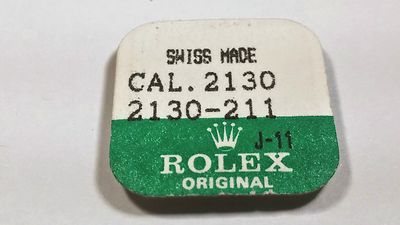 SWISS MADE
CAL. 2130
2130-211
J-11
ROLEX
ORIGINAL